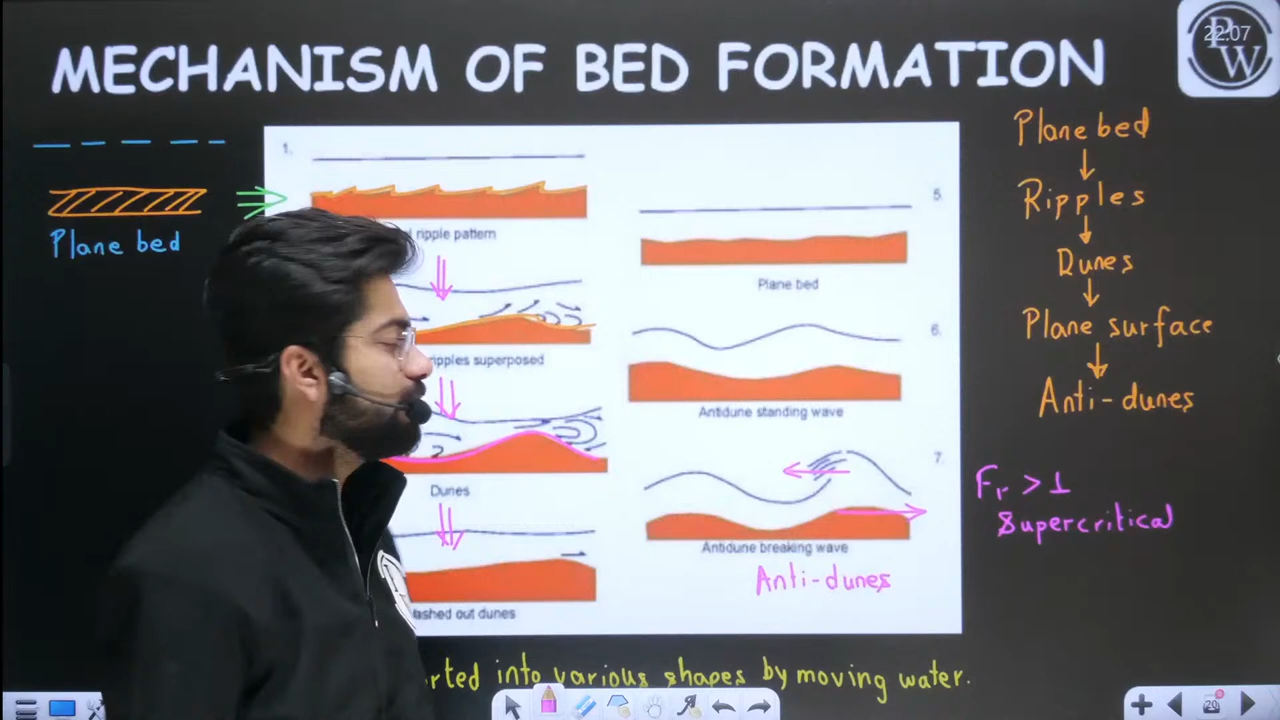 MECHANISM OF BED FORMATION
22:07
PW
Plane bed
1.
ripple pattern
ripples superposed
Dunes
ashed out dunes
5.
Plane bed
6.
Antidune standing wave
7.
Antidune breaking wave
Anti-dunes
Plane bed
Ripples
Dunes
Plane surface
Anti-dunes
Fr > 1
Supercritical
rted into various shapes by moving water.
20